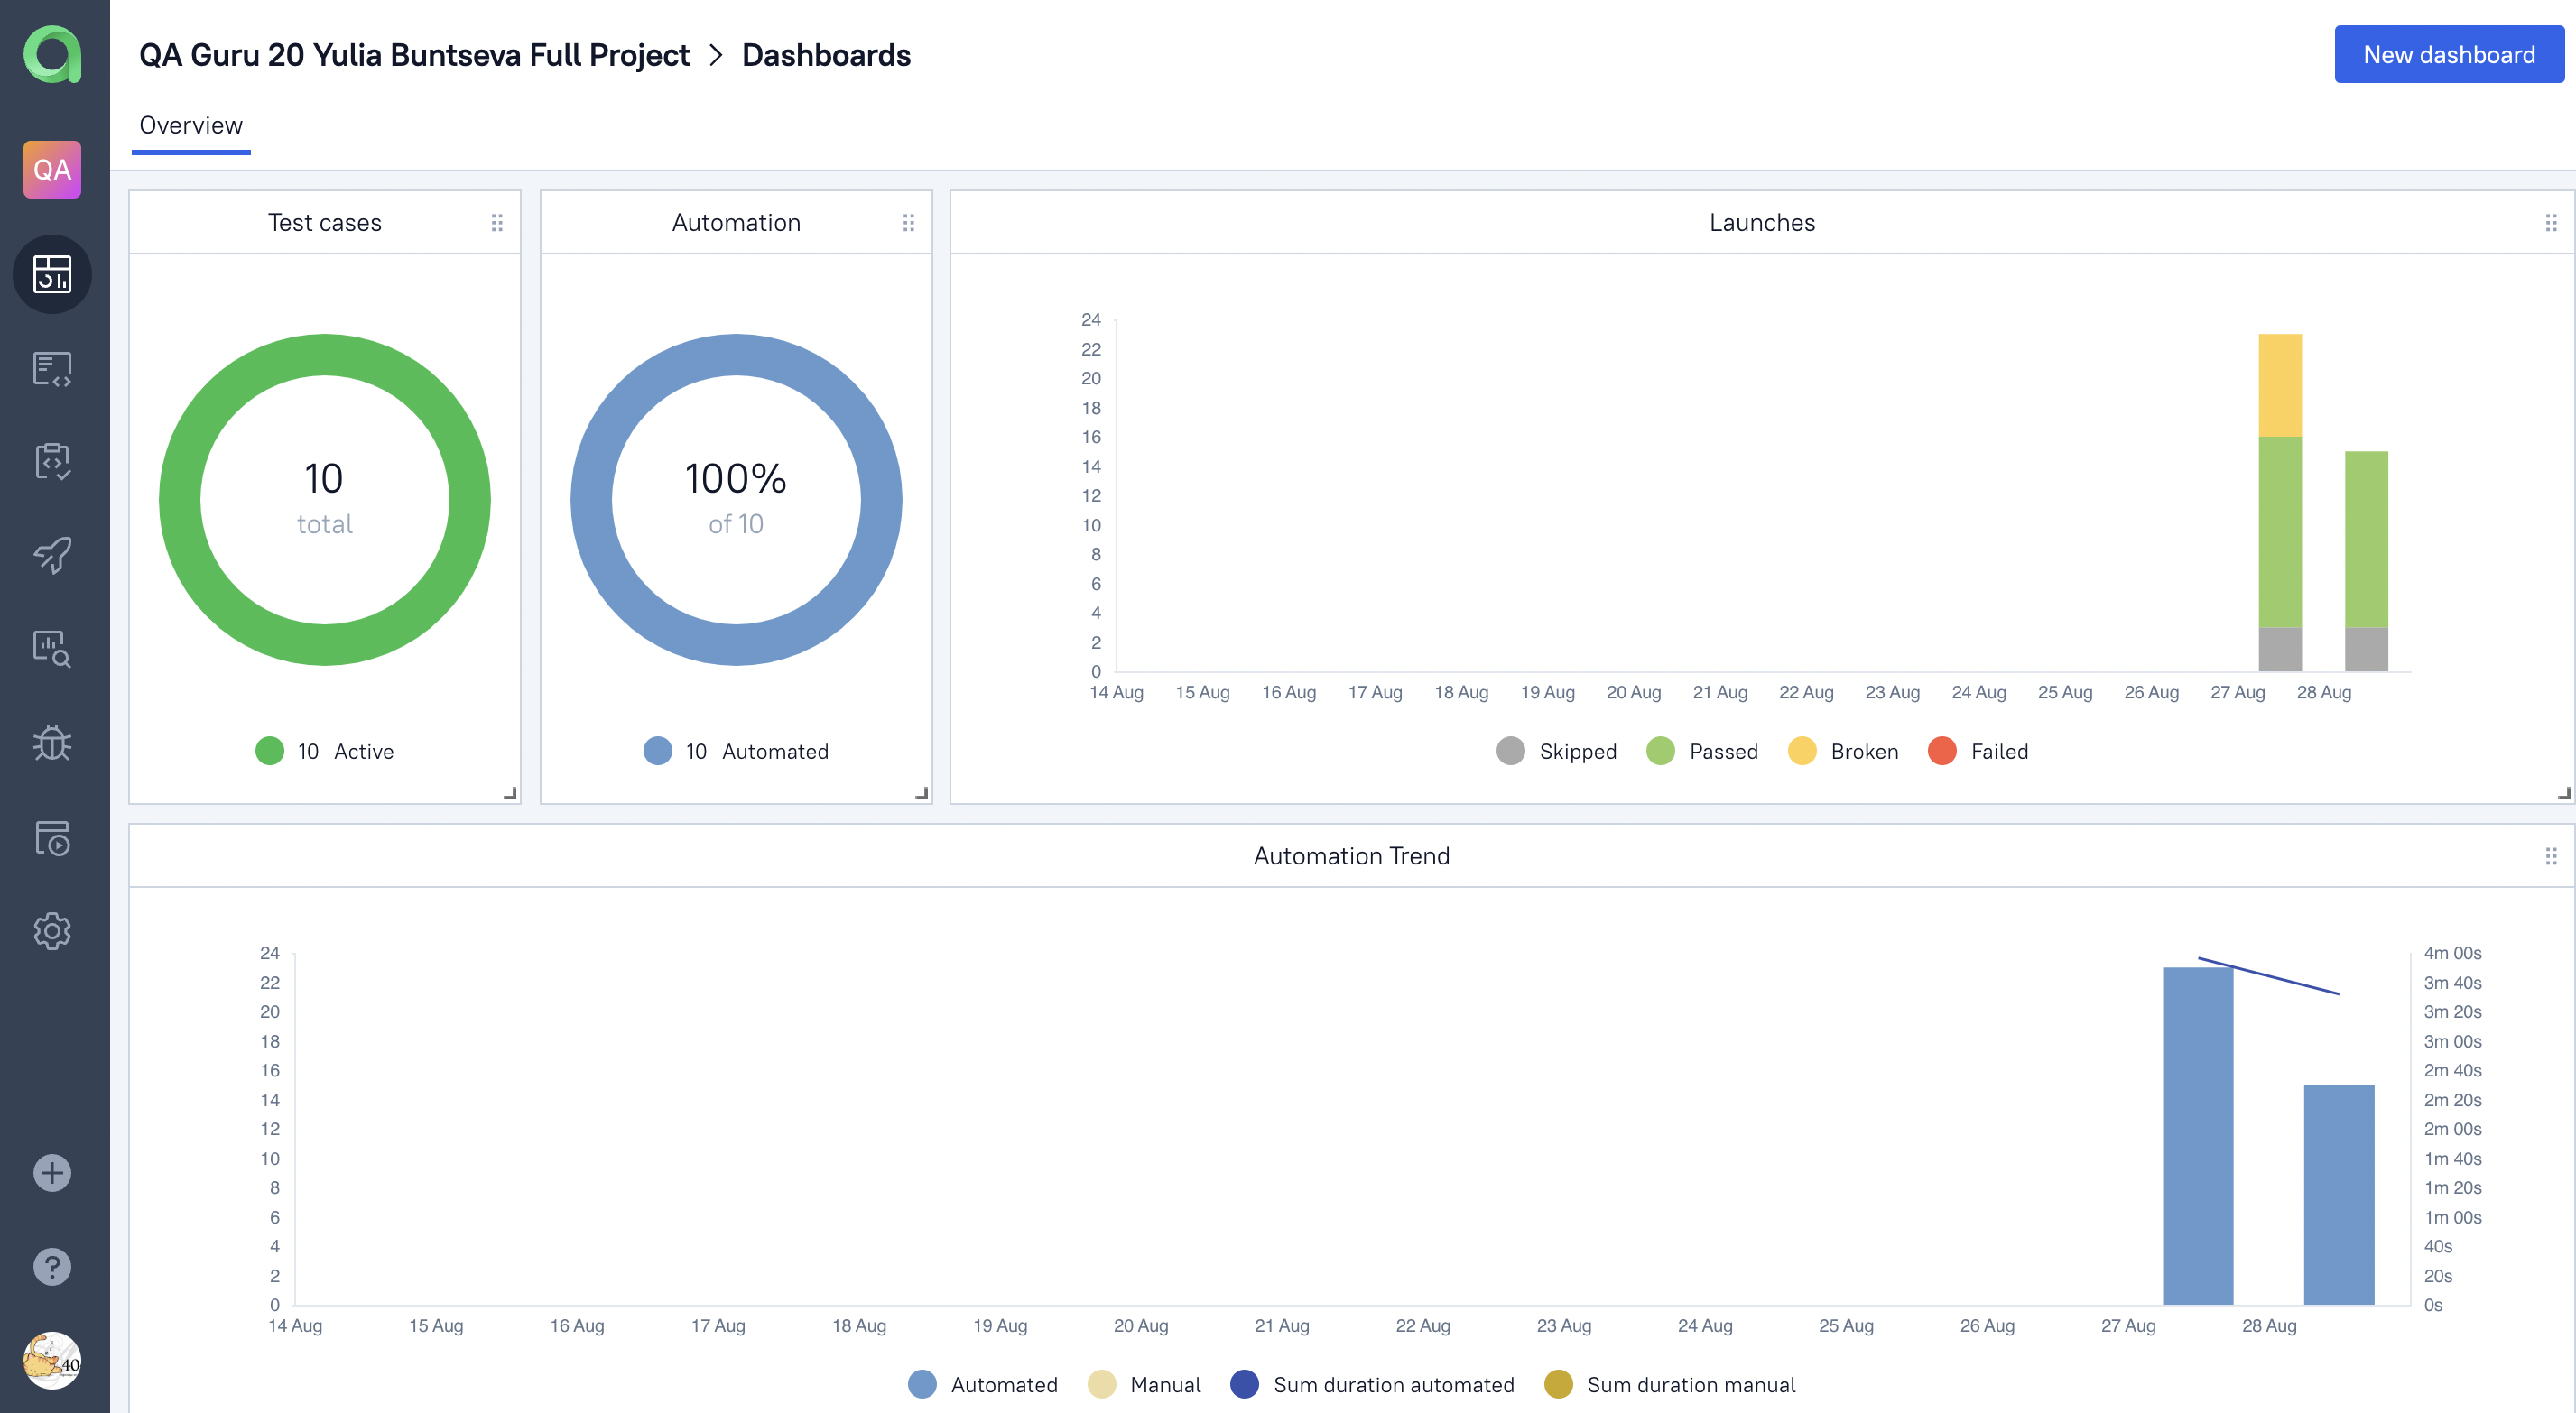 QA Guru 20 Yulia Buntseva Full Project > Dashboards
New dashboard
QA
Overview
Test cases
10
total
10 Active
Automation
100%
of 10
10 Automated
Launches
24
22
20
18
16
14
12
10
8
6
4
2
0
14 Aug 15 Aug 16 Aug 17 Aug 18 Aug 19 Aug 20 Aug 21 Aug 22 Aug 23 Aug 24 Aug 25 Aug 26 Aug 27 Aug 28 Aug
Skipped Passed Broken Failed
Automation Trend
24 4m 00s
22 3m 40s
20 3m 20s
18 3m 00s
16 2m 40s
14 2m 20s
12 2m 00s
10 1m 40s
8 1m 20s
6 1m 00s
4 40s
2 20s
0 0s
14 Aug 15 Aug 16 Aug 17 Aug 18 Aug 19 Aug 20 Aug 21 Aug 22 Aug 23 Aug 24 Aug 25 Aug 26 Aug 27 Aug 28 Aug
Automated Manual Sum duration automated Sum duration manual
?
40